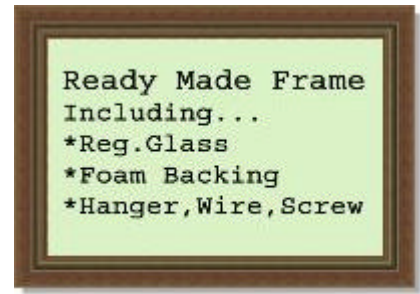 Ready Made Frame
Including...
*Reg.Glass
*Foam Backing
*Hanger,Wire,Screw